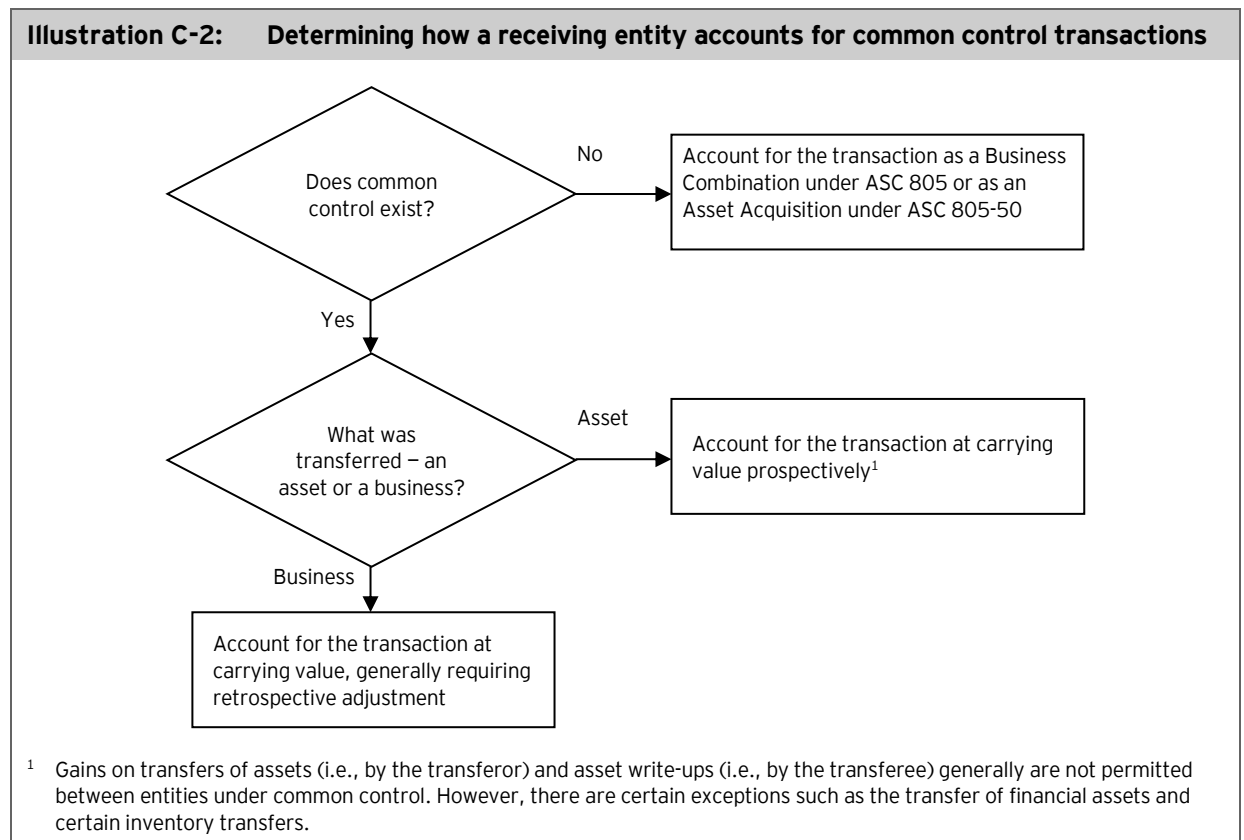 Illustration C-2: Determining how a receiving entity accounts for common control transactions
Does common
control exist?
No
Account for the transaction as a Business
Combination under ASC 805 or as an
Asset Acquisition under ASC 805-50
Yes
What was
transferred – an
asset or a business?
Asset
Account for the transaction at carrying
value prospectively¹
Business
Account for the transaction at
carrying value, generally requiring
retrospective adjustment
¹ Gains on transfers of assets (i.e., by the transferor) and asset write-ups (i.e., by the transferee) generally are not permitted
between entities under common control. However, there are certain exceptions such as the transfer of financial assets and
certain inventory transfers.